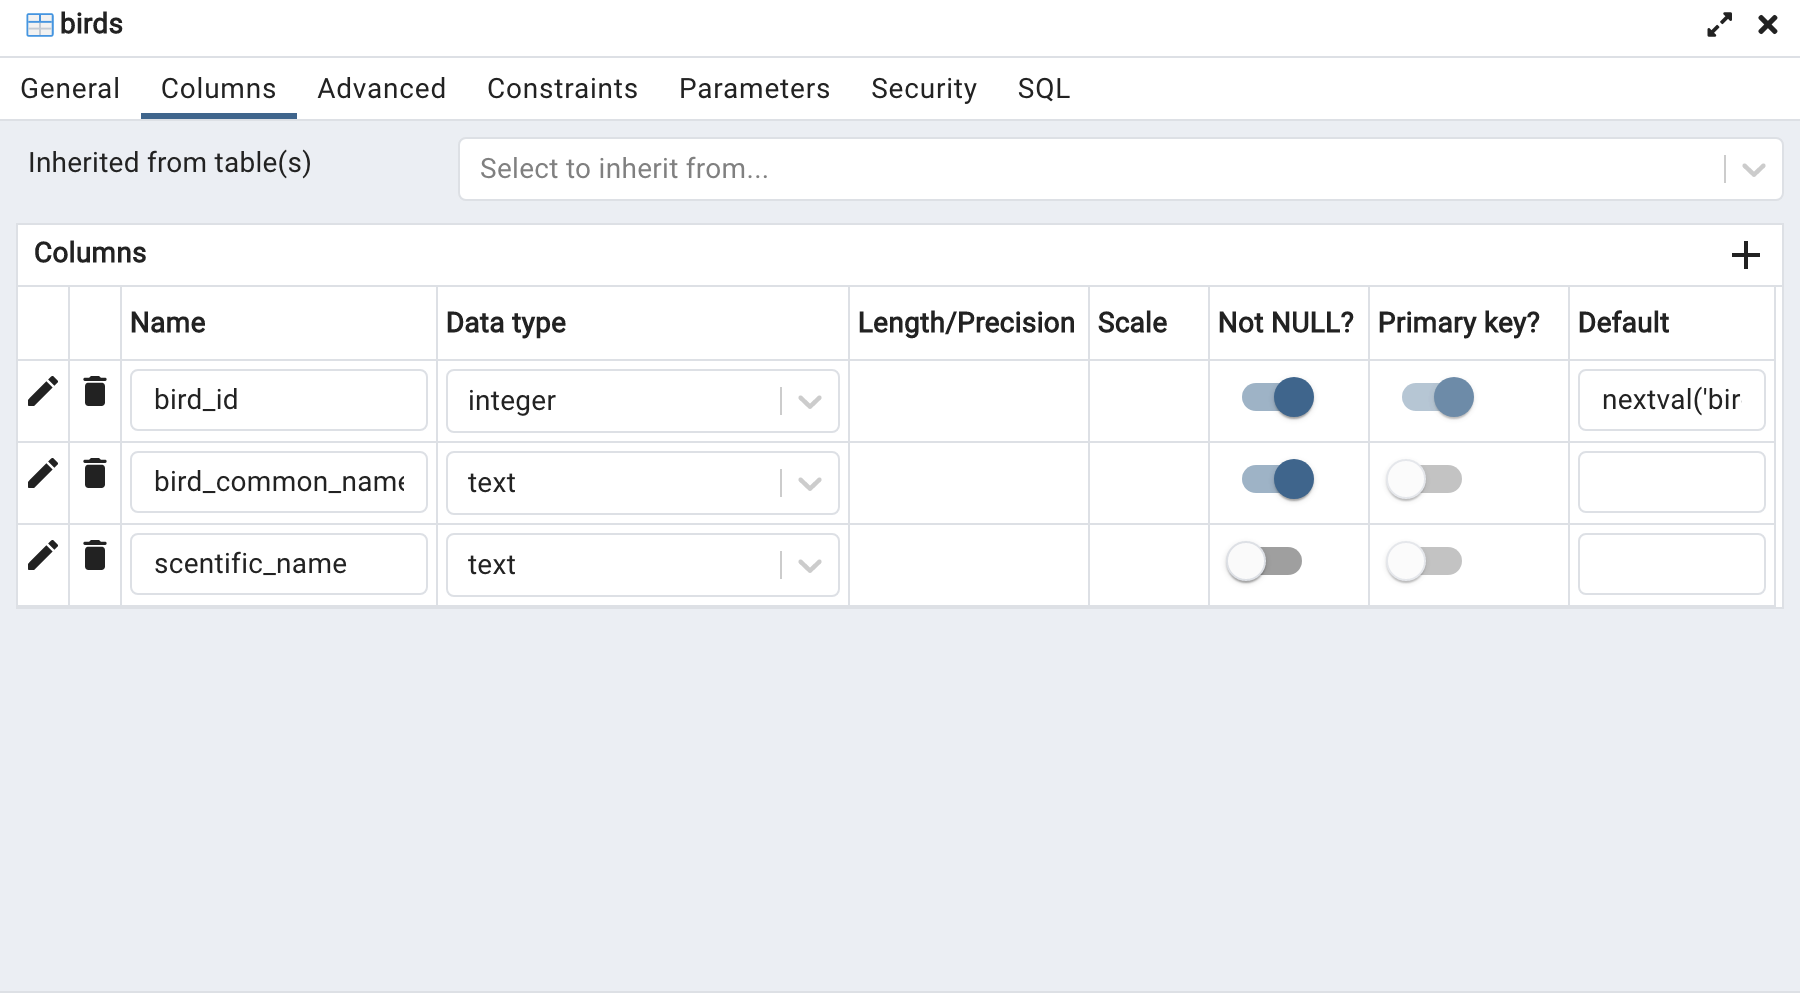 birds
General Columns Advanced Constraints Parameters Security SQL
Inherited from table(s) Select to inherit from...
Columns
Name Data type Length/Precision Scale Not NULL? Primary key? Default
bird_id integer nextval('bir
bird_common_name text
scentific_name text